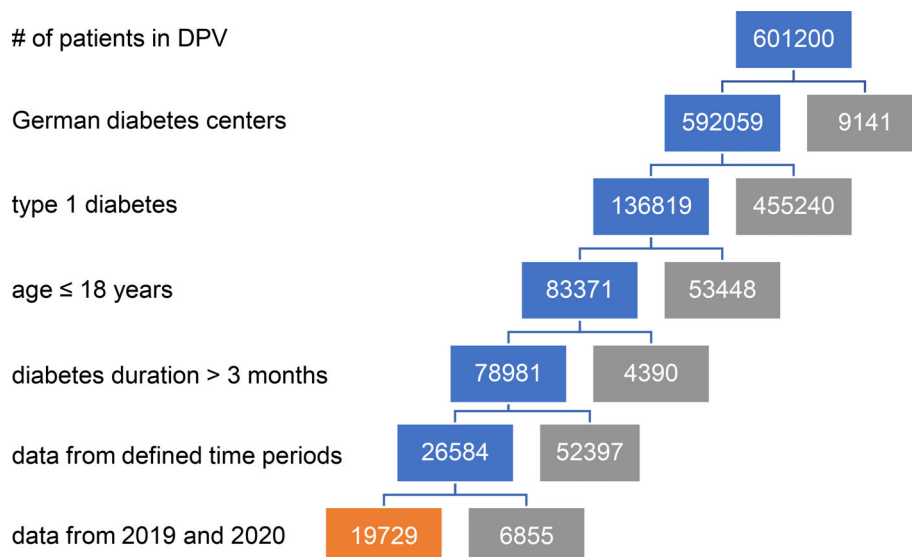 # of patients in DPV 601200
German diabetes centers 592059 9141
type 1 diabetes 136819 455240
age ≤ 18 years 83371 53448
diabetes duration > 3 months 78981 4390
data from defined time periods 26584 52397
data from 2019 and 2020 19729 6855